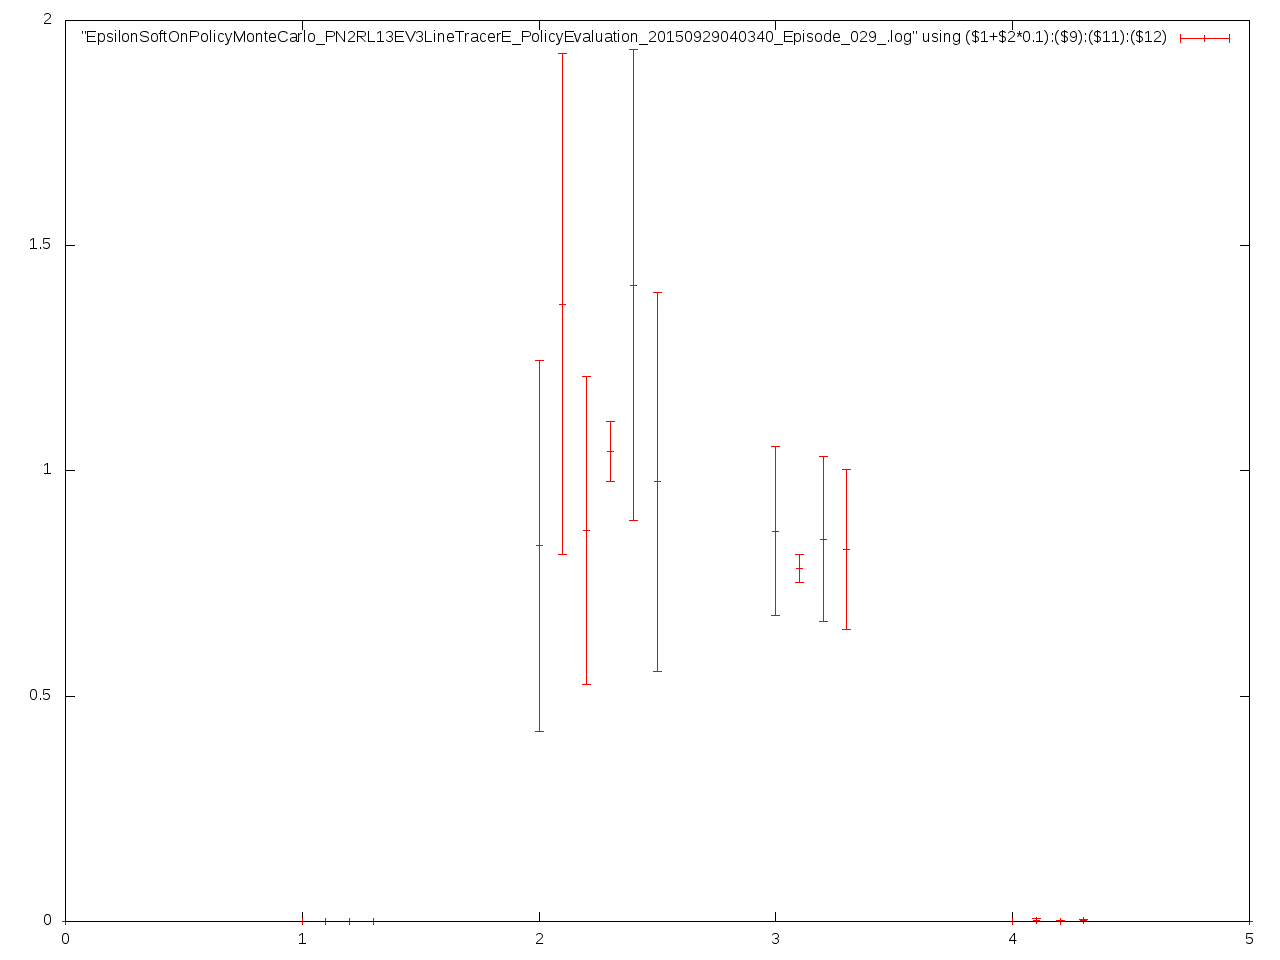 2
"EpsilonSoftOnPolicyMonteCarlo_PN2RL13EV3LineTracerE_PolicyEvaluation_20150929040340_Episode_029_.log" using ($1+$2*0.1):($9):($11):($12)
1.5
1
0.5
0
0 1 2 3 4 5